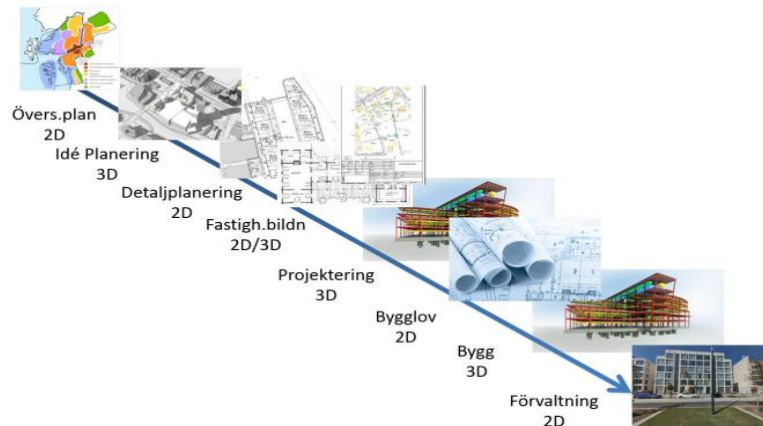 Övers.plan
2D
Idé Planering
3D
Detaljplanering
2D
Fastigh.bildn
2D/3D
Projektering
3D
Bygglov
2D
Bygg
3D
Förvaltning
2D